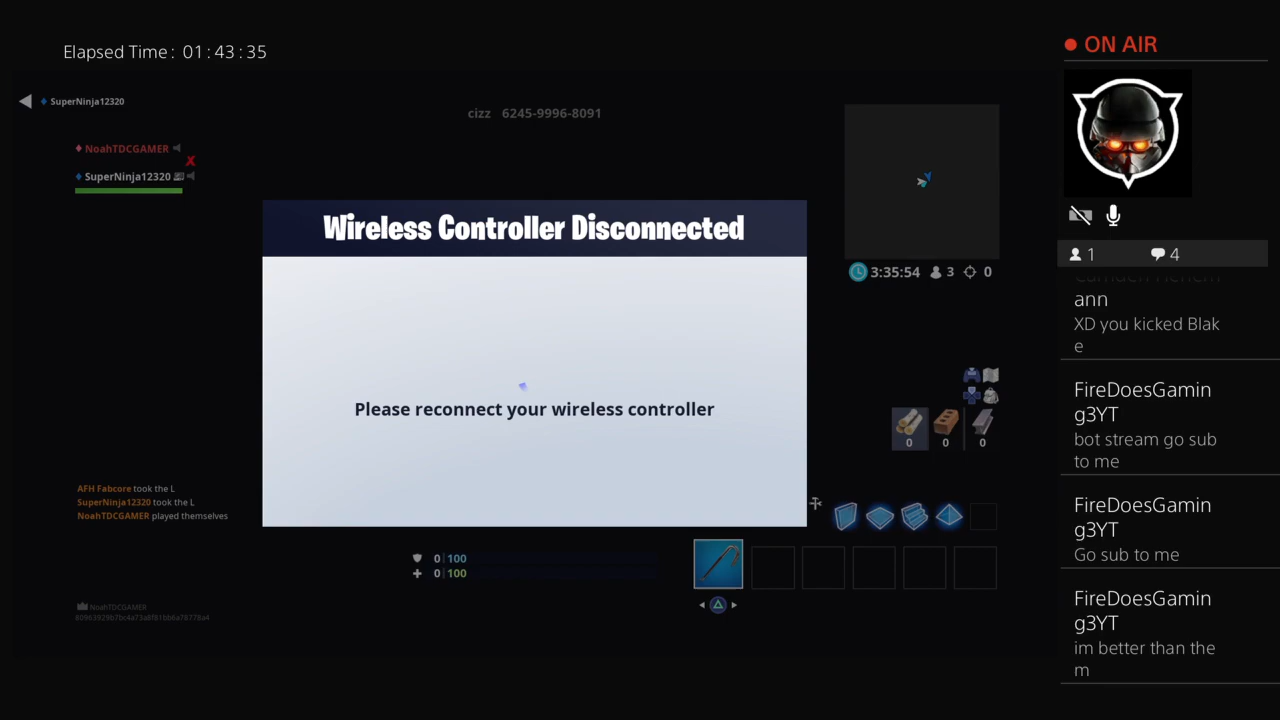 Elapsed Time: 01:43:35
ON AIR
SuperNinja12320
cizz 6245-9996-8091
NoahTDCGAMER
X
SuperNinja12320
Wireless Controller Disconnected
Please reconnect your wireless controller
3:35:54 3 0
1 4
ann
XD you kicked Blak
e
FireDoesGamin
g3YT
bot stream go sub
to me
FireDoesGamin
g3YT
Go sub to me
FireDoesGamin
g3YT
im better than the
m
0 0 0
AFH Fabcore took the L
SuperNinja12320 took the L
NoahTDCGAMER played themselves
0|100
0|100
NoahTDCGAMER